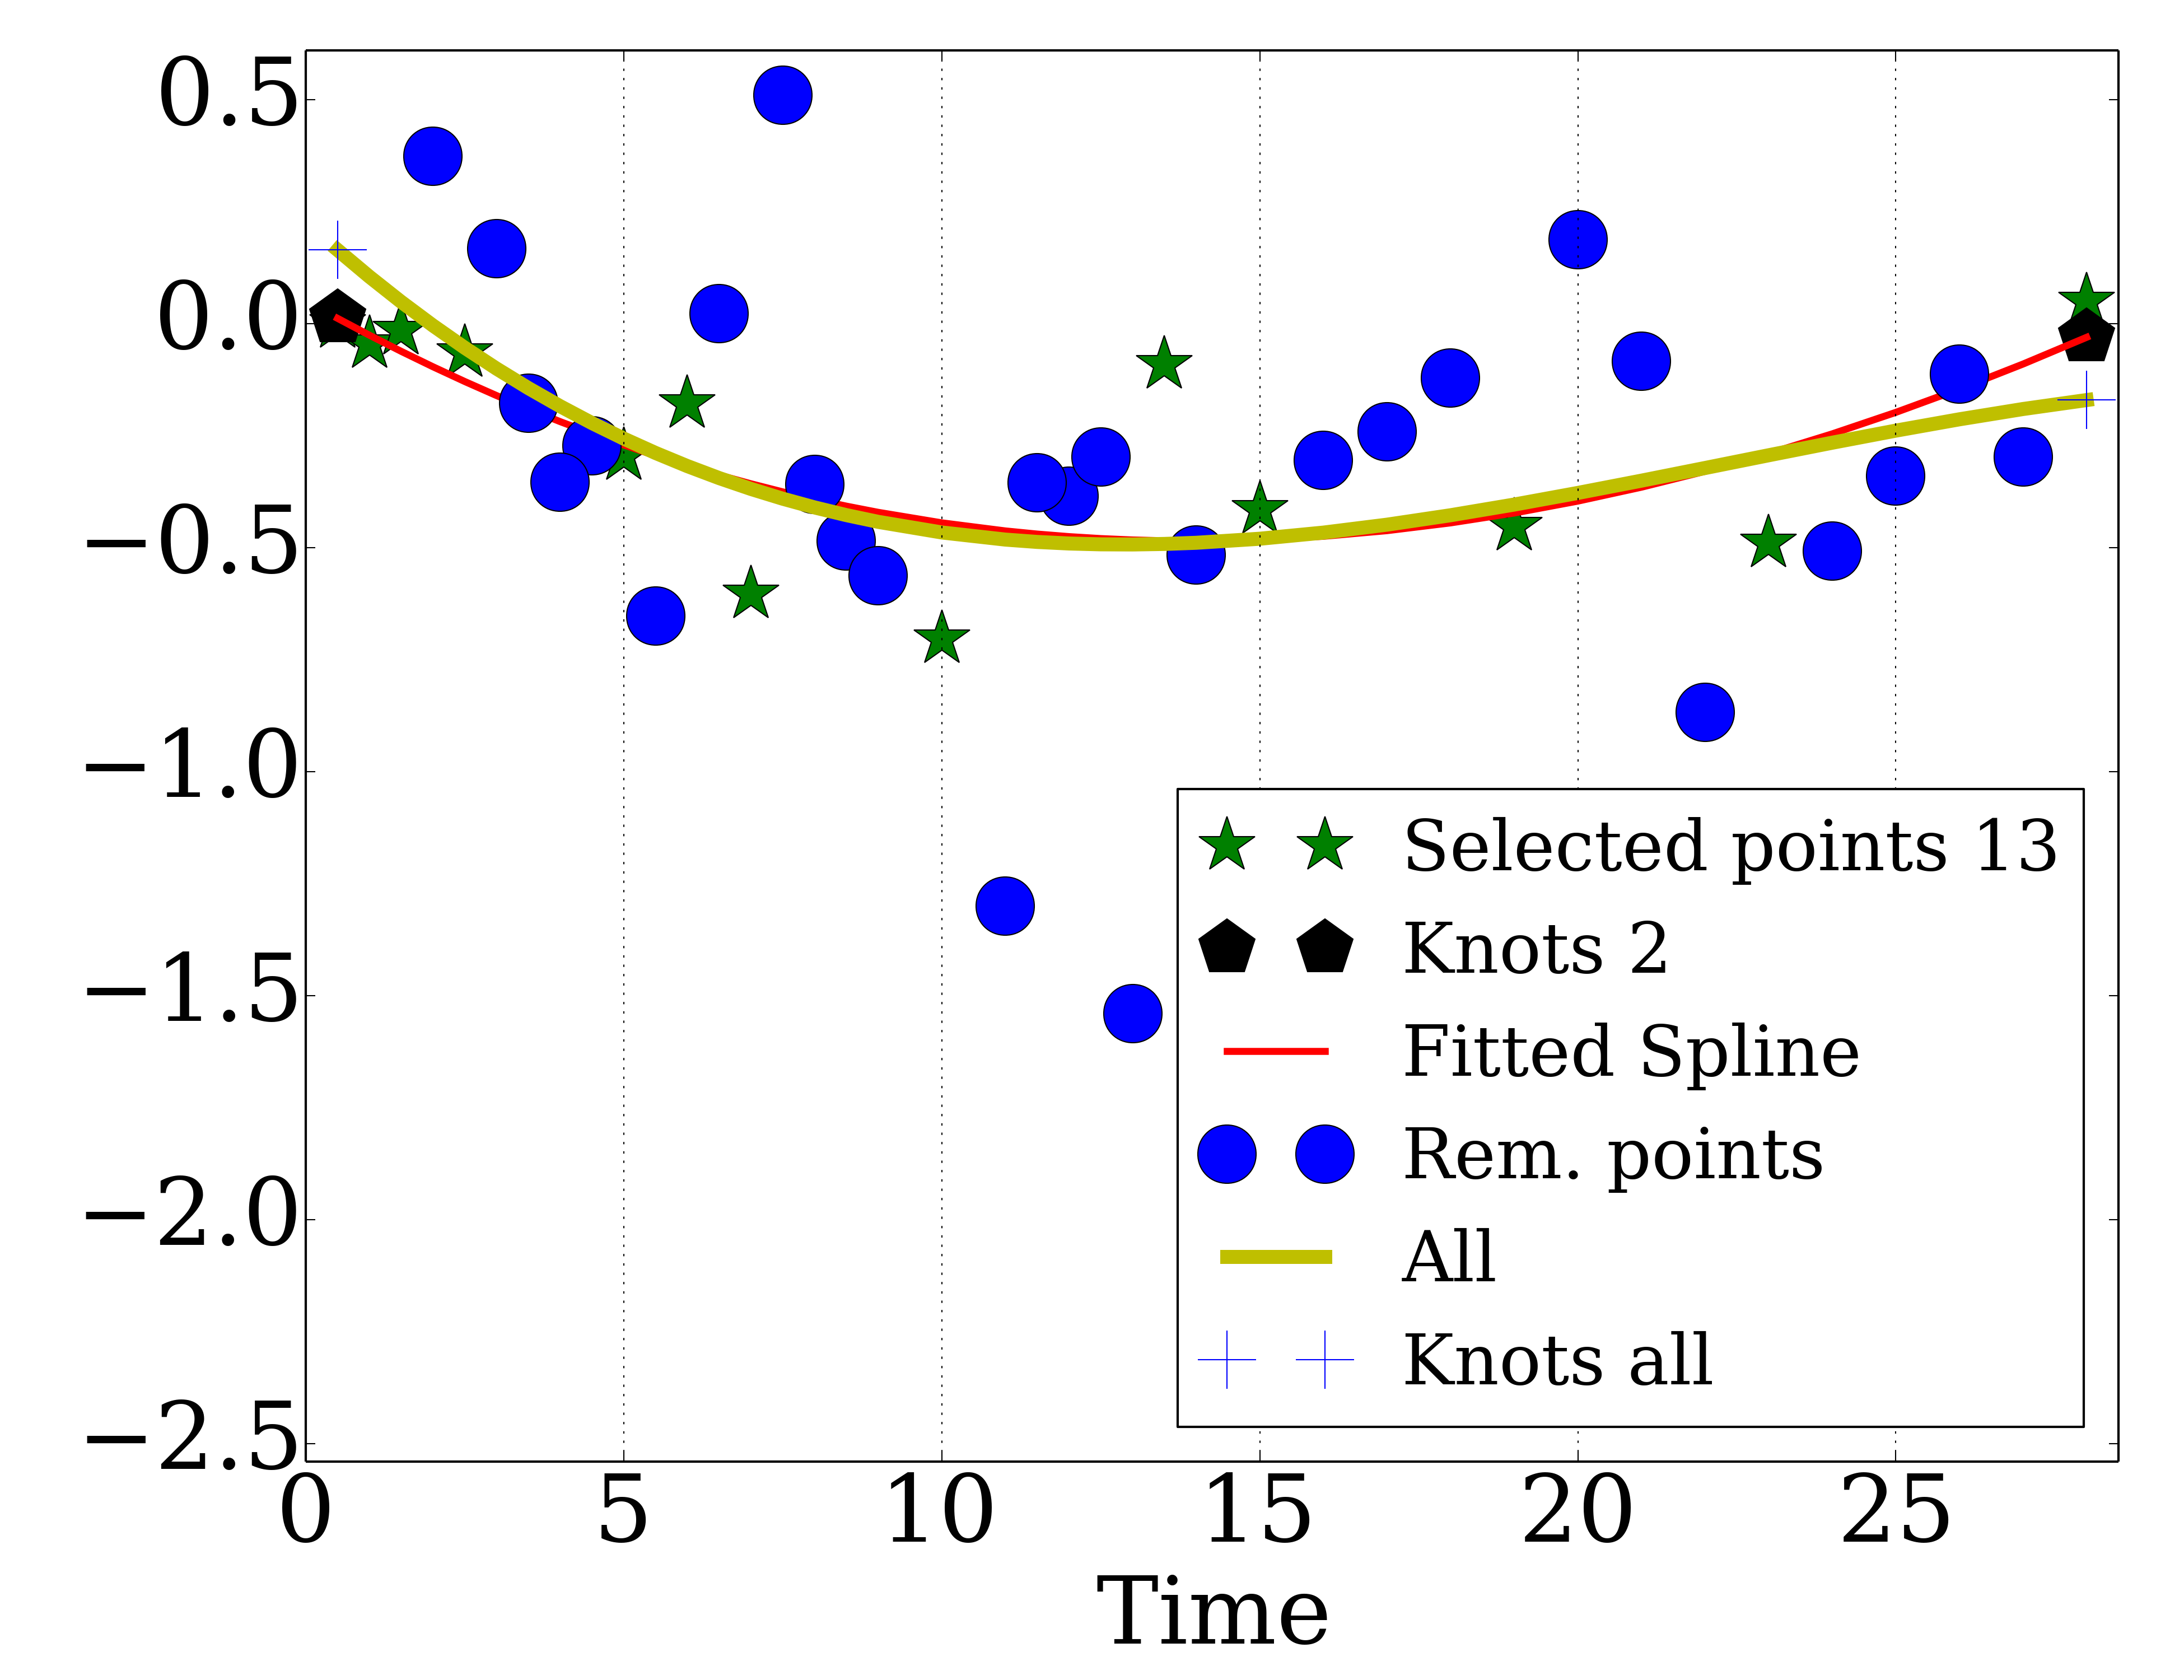 0.5
0.0
−0.5
−1.0
−1.5
−2.0
−2.5
Selected points 13
Knots 2
Fitted Spline
Rem. points
All
Knots all
0 5 10 15 20 25
Time